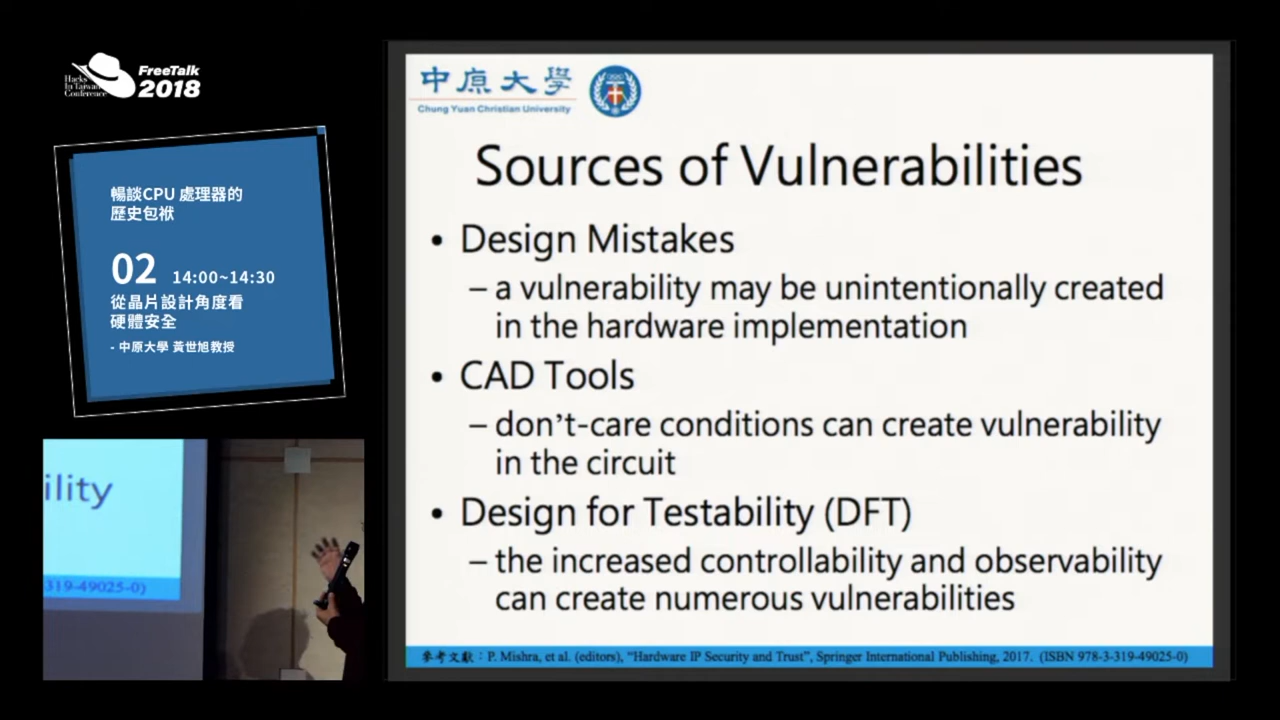 Hacks
In Taiwan
Conference
FreeTalk
2018
暢談CPU 處理器的
歷史包袱
02 14:00~14:30
從晶片設計角度看
硬體安全
- 中原大學 黃世旭教授
ility
319-49025-0)
中原大學
Chung Yuan Christian University
Sources of Vulnerabilities
• Design Mistakes
– a vulnerability may be unintentionally created
in the hardware implementation
• CAD Tools
– don’t-care conditions can create vulnerability
in the circuit
• Design for Testability (DFT)
– the increased controllability and observability
can create numerous vulnerabilities
參考文獻：P. Mishra, et al. (editors), “Hardware IP Security and Trust”, Springer International Publishing, 2017. (ISBN 978-3-319-49025-0)